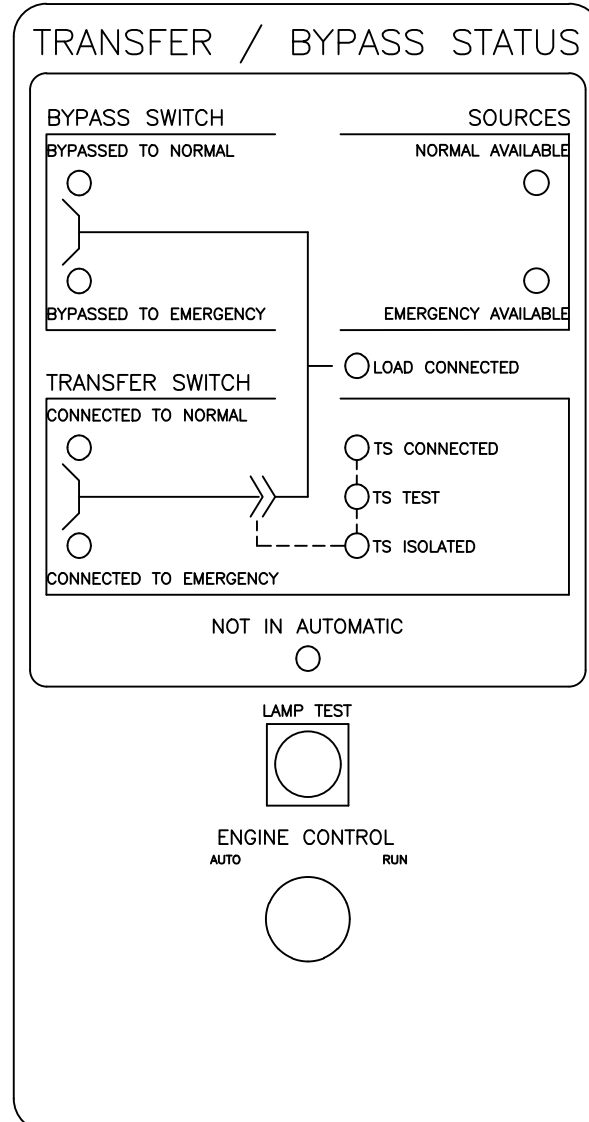 TRANSFER / BYPASS STATUS
BYPASS SWITCH
SOURCES
BYPASSED TO NORMAL
NORMAL AVAILABLE
BYPASSED TO EMERGENCY
EMERGENCY AVAILABLE
LOAD CONNECTED
TRANSFER SWITCH
CONNECTED TO NORMAL
TS CONNECTED
TS TEST
TS ISOLATED
CONNECTED TO EMERGENCY
NOT IN AUTOMATIC
LAMP TEST
ENGINE CONTROL
AUTO
RUN